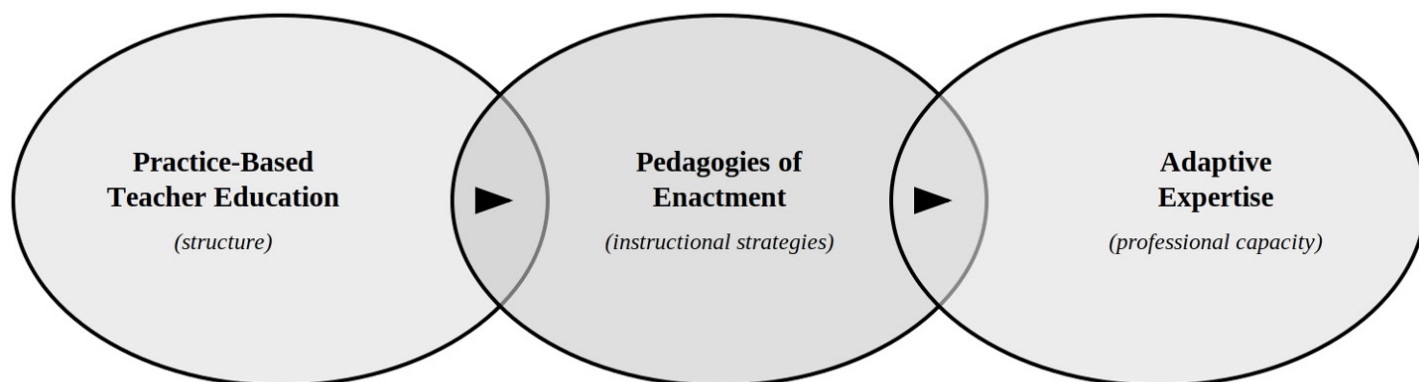 Practice-Based
Teacher Education
(structure)
Pedagogies of
Enactment
(instructional strategies)
Adaptive
Expertise
(professional capacity)